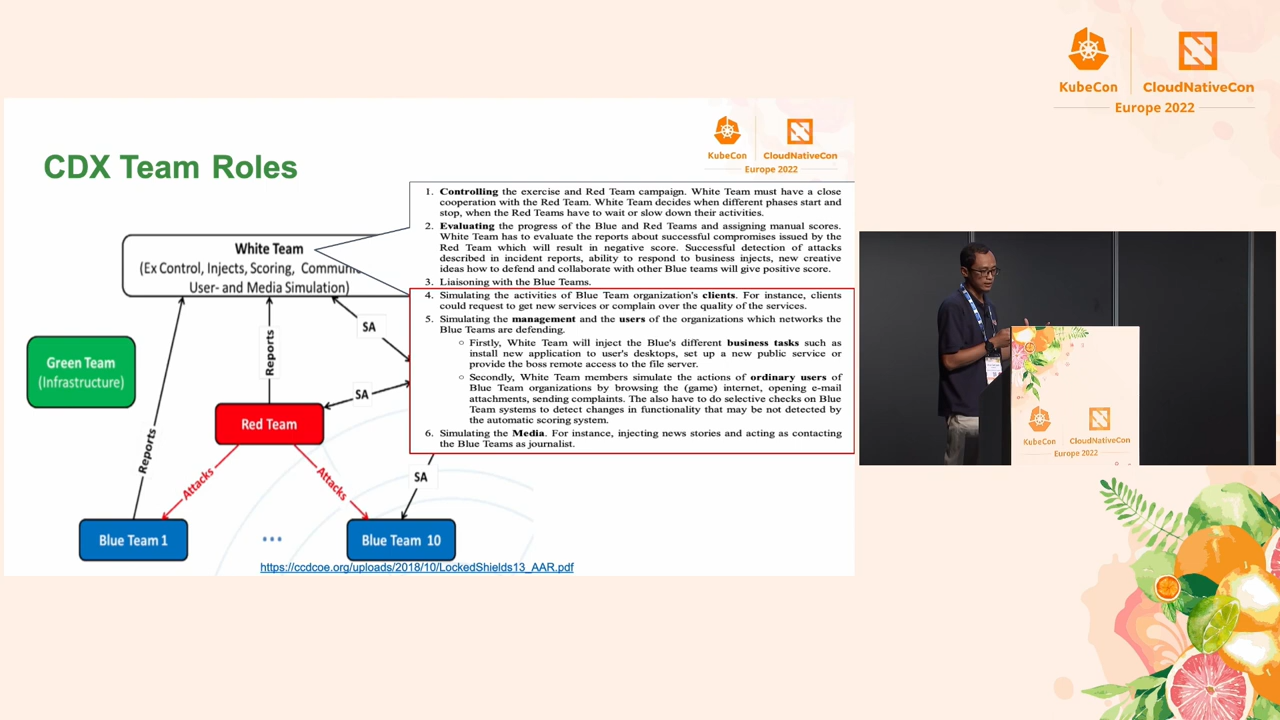 KubeCon
CloudNativeCon
Europe 2022
CDX Team Roles
KubeCon
CloudNativeCon
Europe 2022
White Team
(Ex Control, Injects, Scoring,
User- and Media Simulation)
1. Controlling the exercise and Red Team campaign. White Team must have a close
cooperation with the Red Team. White Team decides when different phases start and
stop, when the Red Teams have to wait or slow down their activities.
2. Evaluating the progress of the Blue and Red Teams and assigning manual scores.
White Team has to evaluate the reports about successful compromises issued by the
Red Team which will result in negative score. Successful detection of attacks
described in incident reports, ability to respond to business injects, new creative
ideas how to defend and collaborate with other Blue teams will give positive score.
3. Liaisoning with the Blue Teams.
4. Simulating the activities of Blue Team organization's clients. For instance, clients
could request to get new services or complain over the quality of the services.
5. Simulating the management and the users of the organizations which networks the
Blue Teams are defending.
○ Firstly, White Team will inject the Blue's different business tasks such as
install new application to user's desktops, set up a new public service or
provide the boss remote access to the file server.
○ Secondly, White Team members simulate the actions of ordinary users of
Blue Team organizations by browsing the (game) internet, opening e-mail
attachments, sending complaints. The also have to do selective checks on Blue
Team systems to detect changes in functionality that may be not detected by
the automatic scoring system.
6. Simulating the Media. For instance, injecting news stories and acting as contacting
the Blue Teams as journalist.
Green Team
(Infrastructure)
Reports
SA
SA
Red Team
Reports
Attacks
Attacks
SA
Blue Team 1
...
Blue Team 10
https://ccdcoe.org/uploads/2018/10/LockedShields13_AAR.pdf
KubeCon
CloudNativeCon
Europe 2022